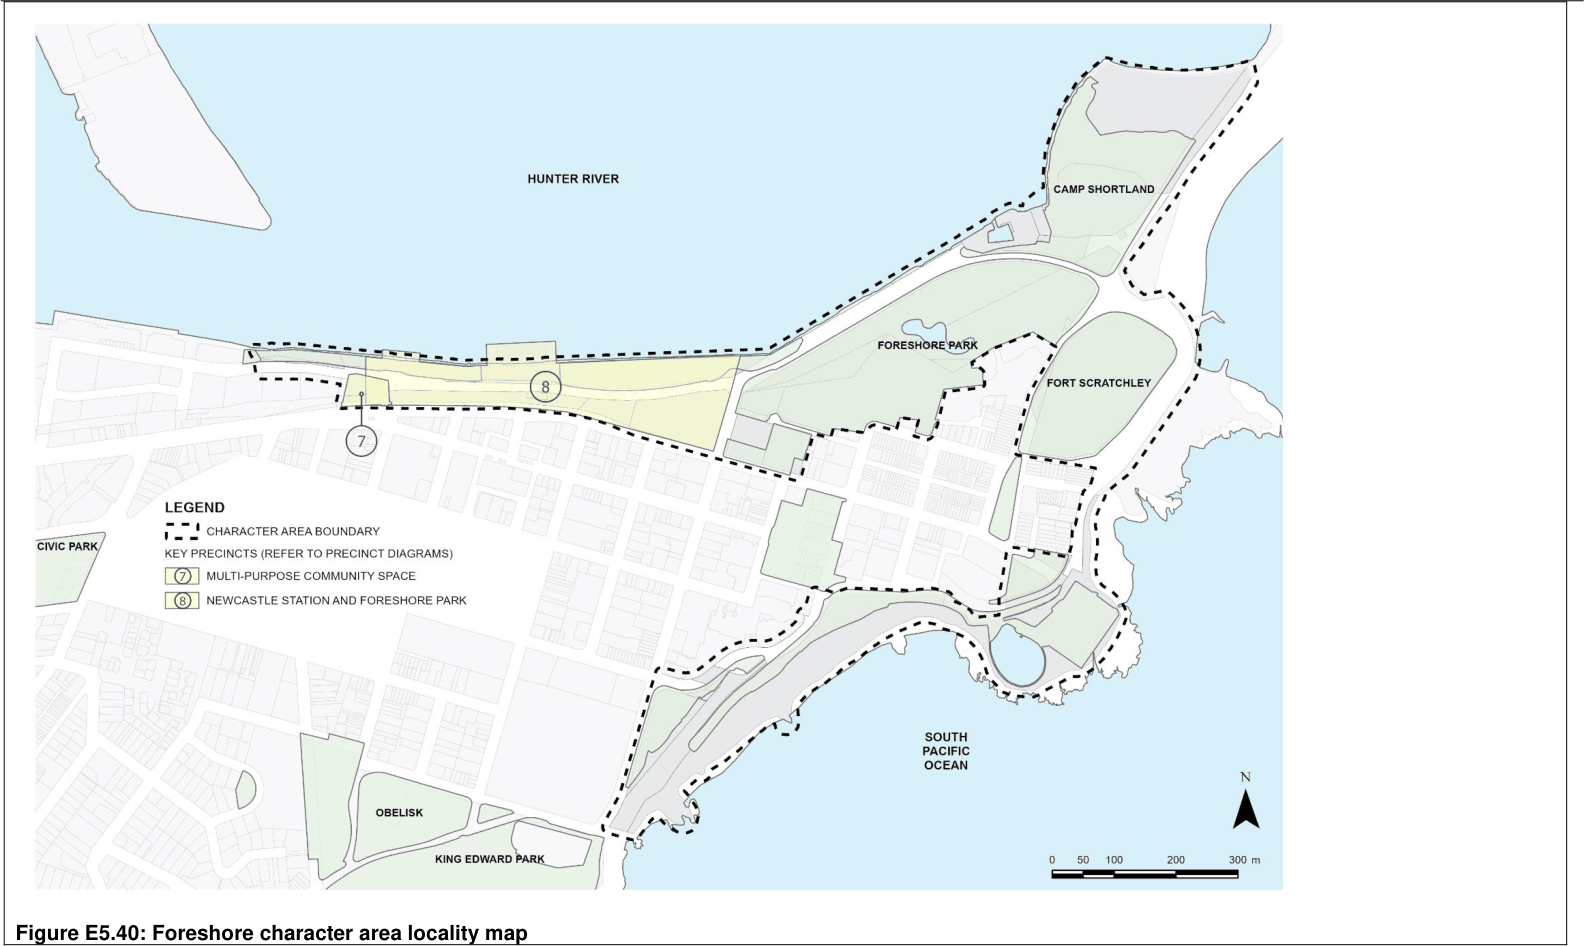 HUNTER RIVER
CAMP SHORTLAND
FORESHORE PARK
FORT SCRATCHLEY
8
7
LEGEND
CHARACTER AREA BOUNDARY
KEY PRECINCTS (REFER TO PRECINCT DIAGRAMS)
7 MULTI-PURPOSE COMMUNITY SPACE
8 NEWCASTLE STATION AND FORESHORE PARK
CIVIC PARK
SOUTH
PACIFIC
OCEAN
OBELISK
KING EDWARD PARK
N
0 50 100 200 300 m
Figure E5.40: Foreshore character area locality map